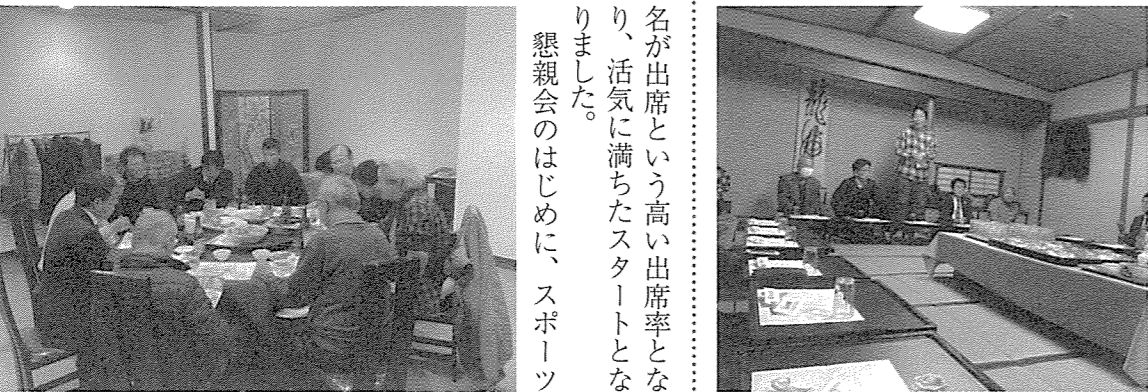 名が出席という高い出席率とな
り、活気に満ちたスタートとな
りました。
懇親会のはじめに、スポーツ